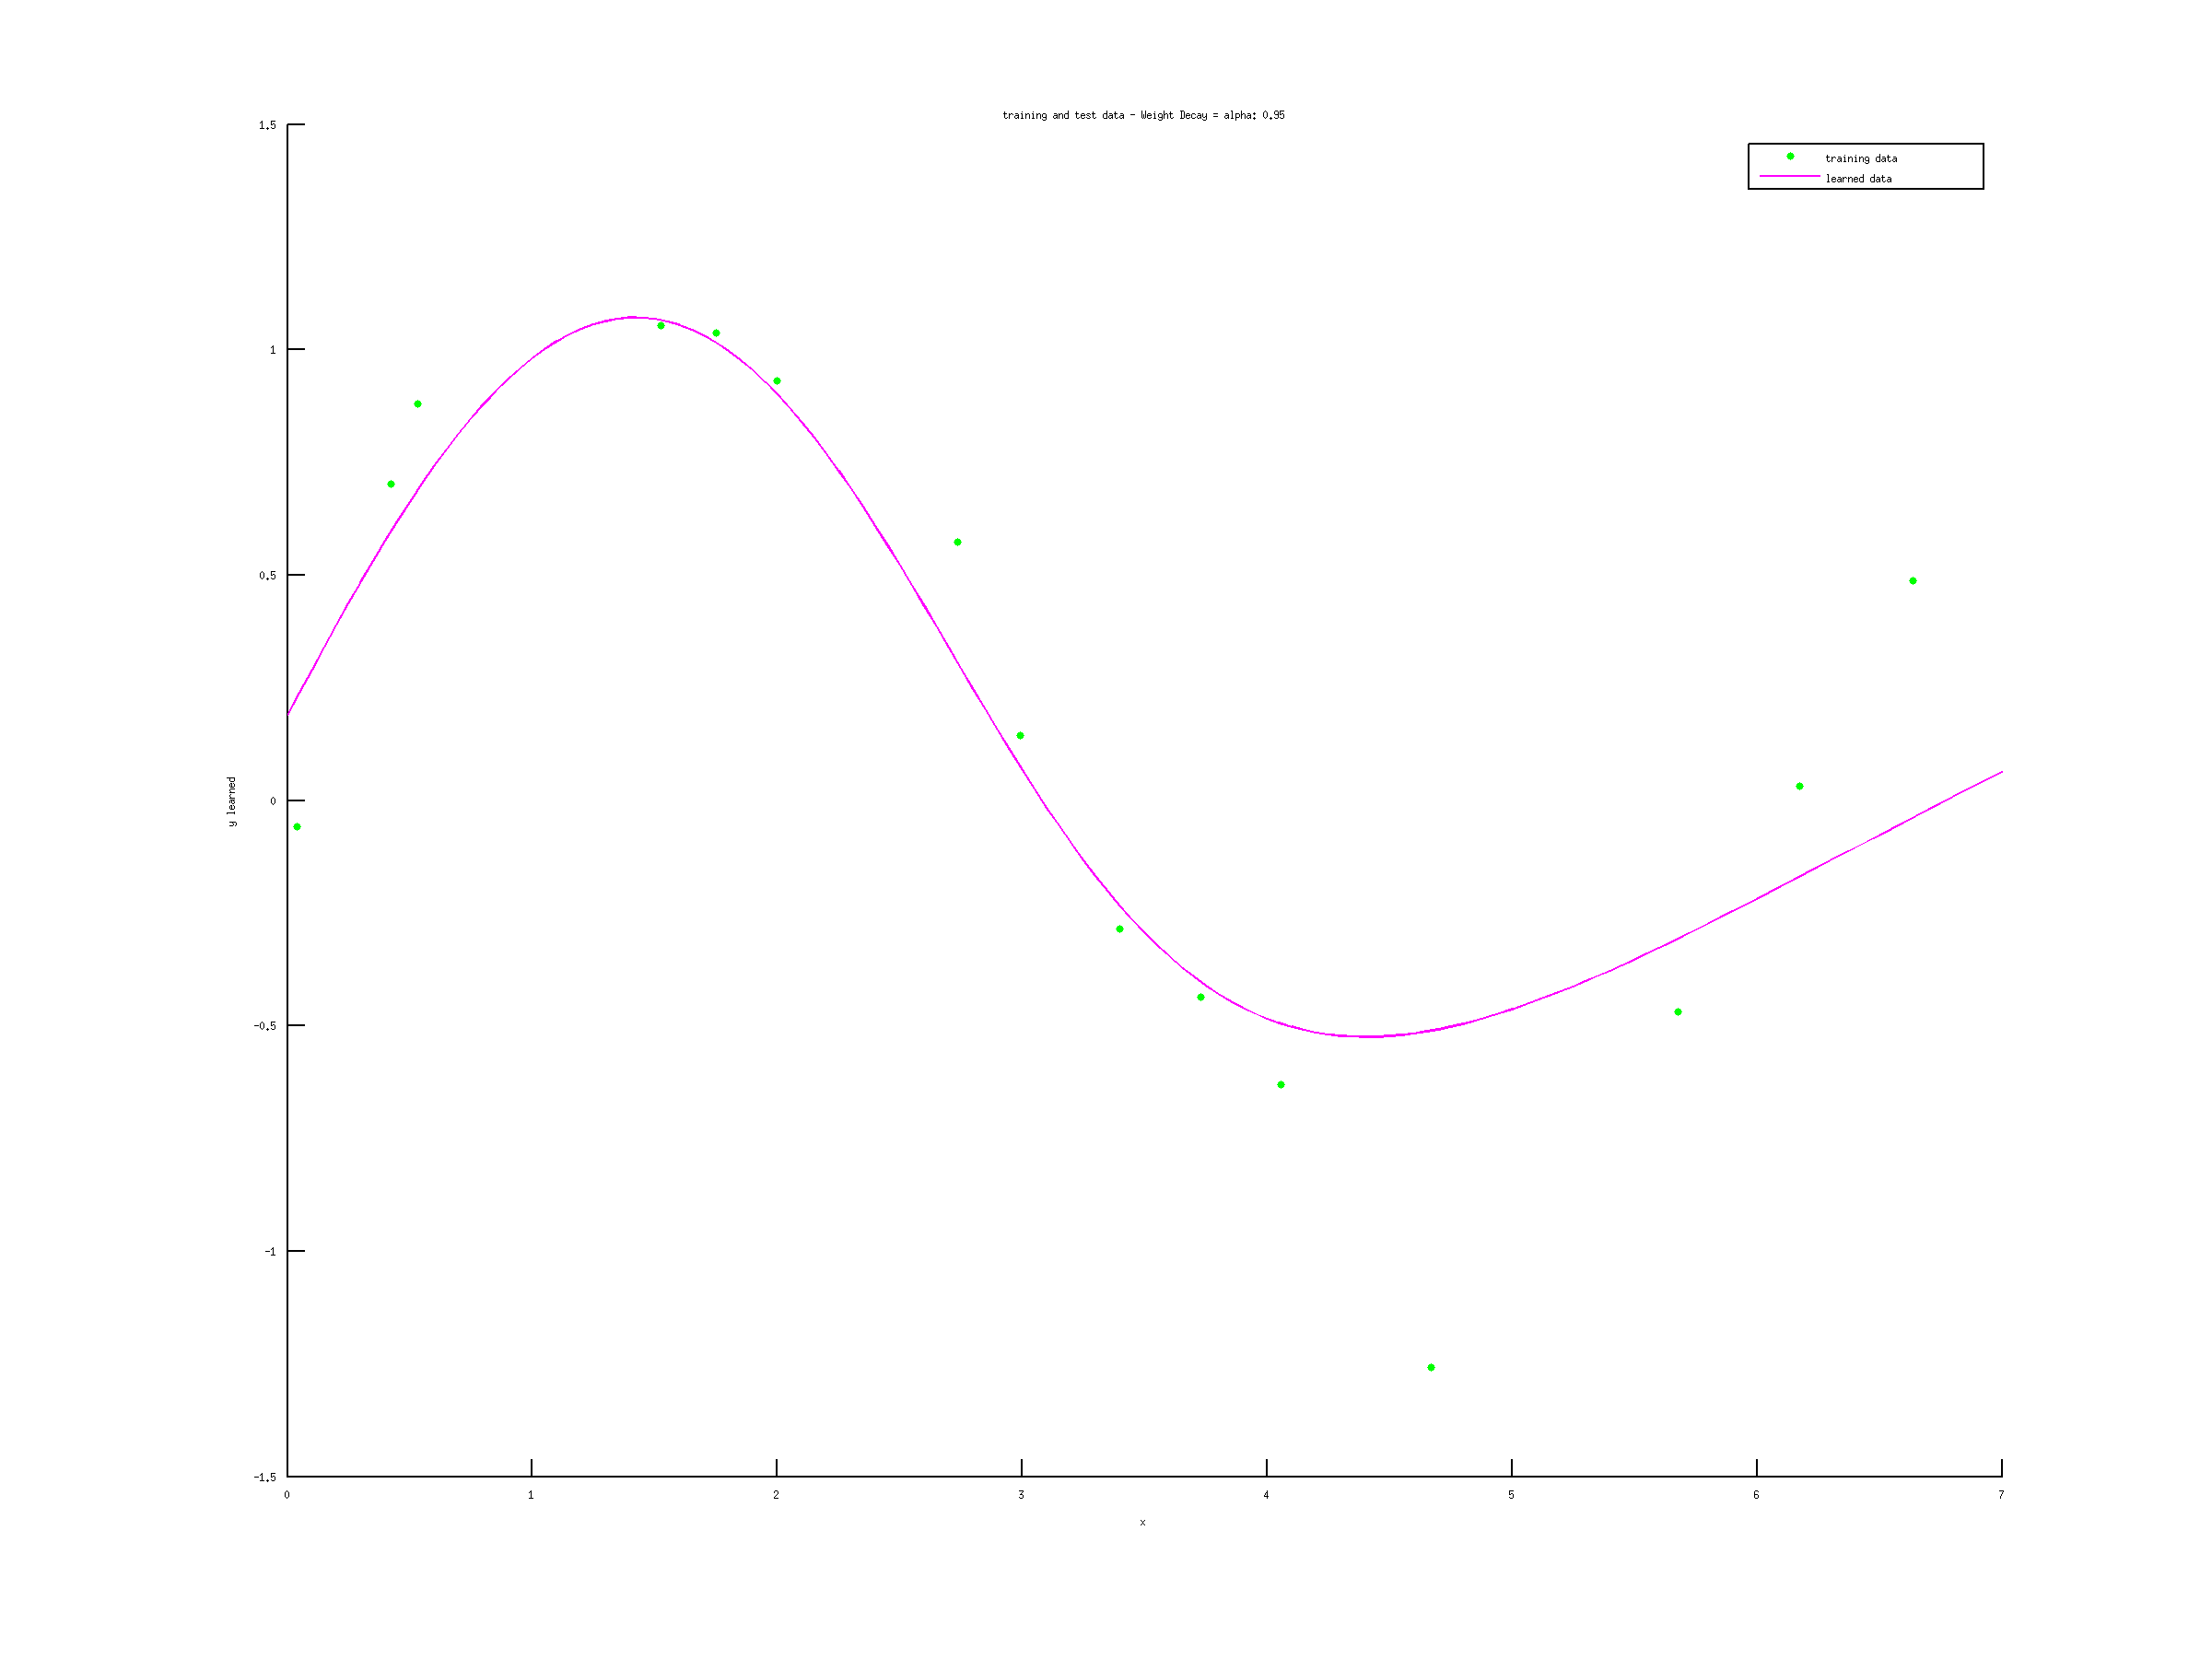 training and test data - Weight Decay = alpha: 0.95
training data
learned data
1.5
1
0.5
0
-0.5
-1
-1.5
y learned
0 1 2 3 4 5 6 7
x